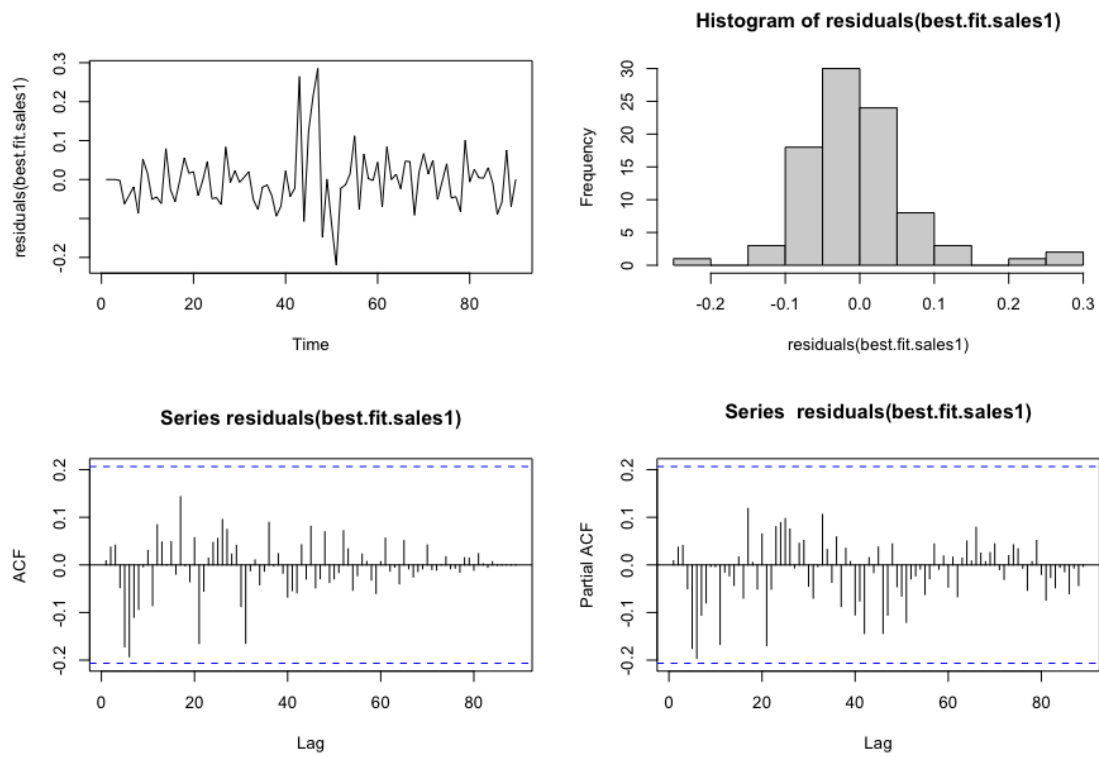 residuals(best.fit.sales1)
0.3
0.2
0.1
0.0
-0.2
0 20 40 60 80
Time
Histogram of residuals(best.fit.sales1)
Frequency
30
25
20
15
10
5
0
-0.2 -0.1 0.0 0.1 0.2 0.3
residuals(best.fit.sales1)
Series residuals(best.fit.sales1)
ACF
0.2
0.1
0.0
-0.1
-0.2
0 20 40 60 80
Lag
Series residuals(best.fit.sales1)
Partial ACF
0.2
0.1
0.0
-0.1
-0.2
0 20 40 60 80
Lag